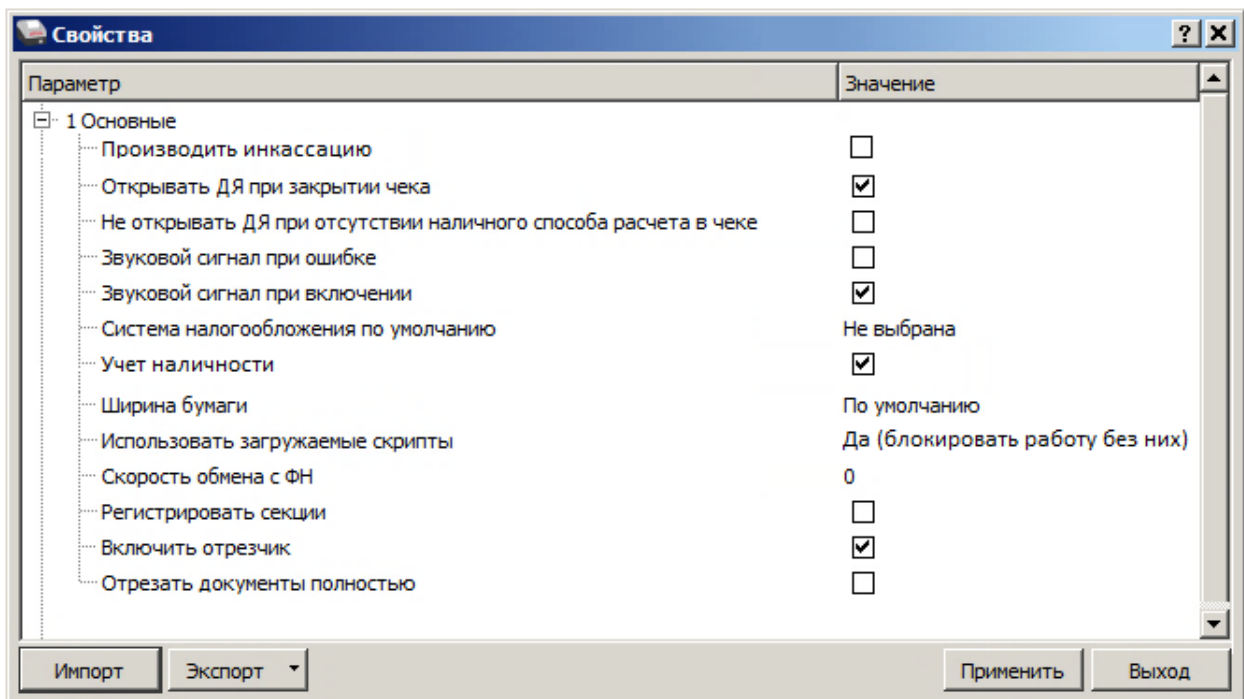 Свойства
Параметр Значение
1 Основные
Производить инкассацию
Открывать ДЯ при закрытии чека
Не открывать ДЯ при отсутствии наличного способа расчета в чеке
Звуковой сигнал при ошибке
Звуковой сигнал при включении
Система налогообложения по умолчанию Не выбрана
Учет наличности
Ширина бумаги По умолчанию
Использовать загружаемые скрипты Да (блокировать работу без них)
Скорость обмена с ФН 0
Регистрировать секции
Включить отрезчик
Отрезать документы полностью
Импорт Экспорт Применить Выход